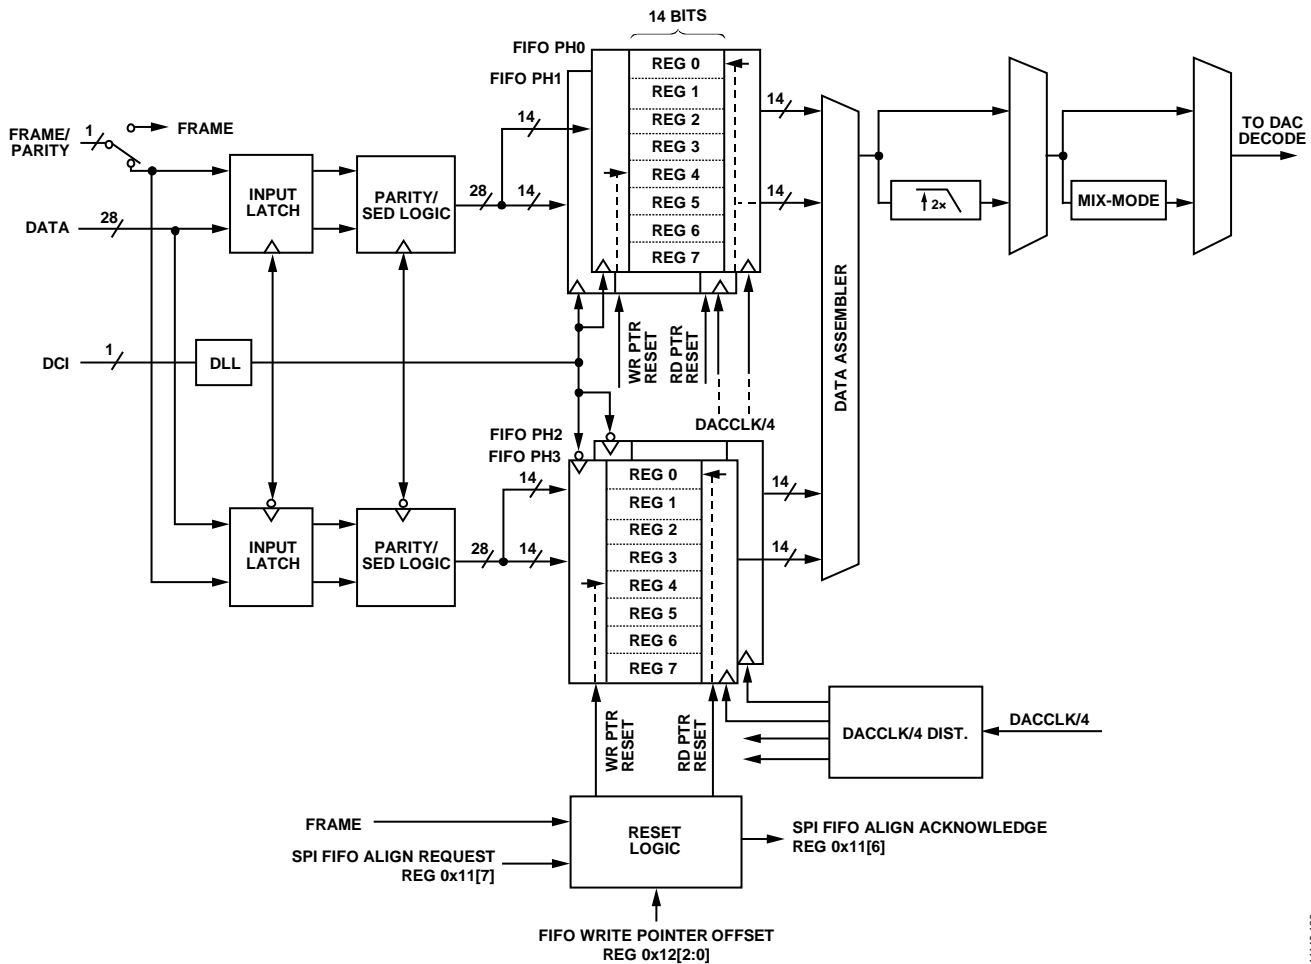 14 BITS
FIFO PH0
FIFO PH1
REG 0
REG 1
REG 2
REG 3
REG 4
REG 5
REG 6
REG 7
14
14
14
14
FRAME/
PARITY
1
FRAME
DATA
28
INPUT
LATCH
PARITY/
SED LOGIC
28
DCI
1
DLL
WR PTR
RESET
RD PTR
RESET
DACCLK/4
DATA ASSEMBLER
2×
MIX-MODE
TO DAC
DECODE
FIFO PH2
FIFO PH3
REG 0
REG 1
REG 2
REG 3
REG 4
REG 5
REG 6
REG 7
14
14
14
14
INPUT
LATCH
PARITY/
SED LOGIC
28
WR PTR
RESET
RD PTR
RESET
DACCLK/4 DIST.
DACCLK/4
FRAME
SPI FIFO ALIGN REQUEST
REG 0x11[7]
RESET
LOGIC
SPI FIFO ALIGN ACKNOWLEDGE
REG 0x11[6]
FIFO WRITE POINTER OFFSET
REG 0x12[2:0]